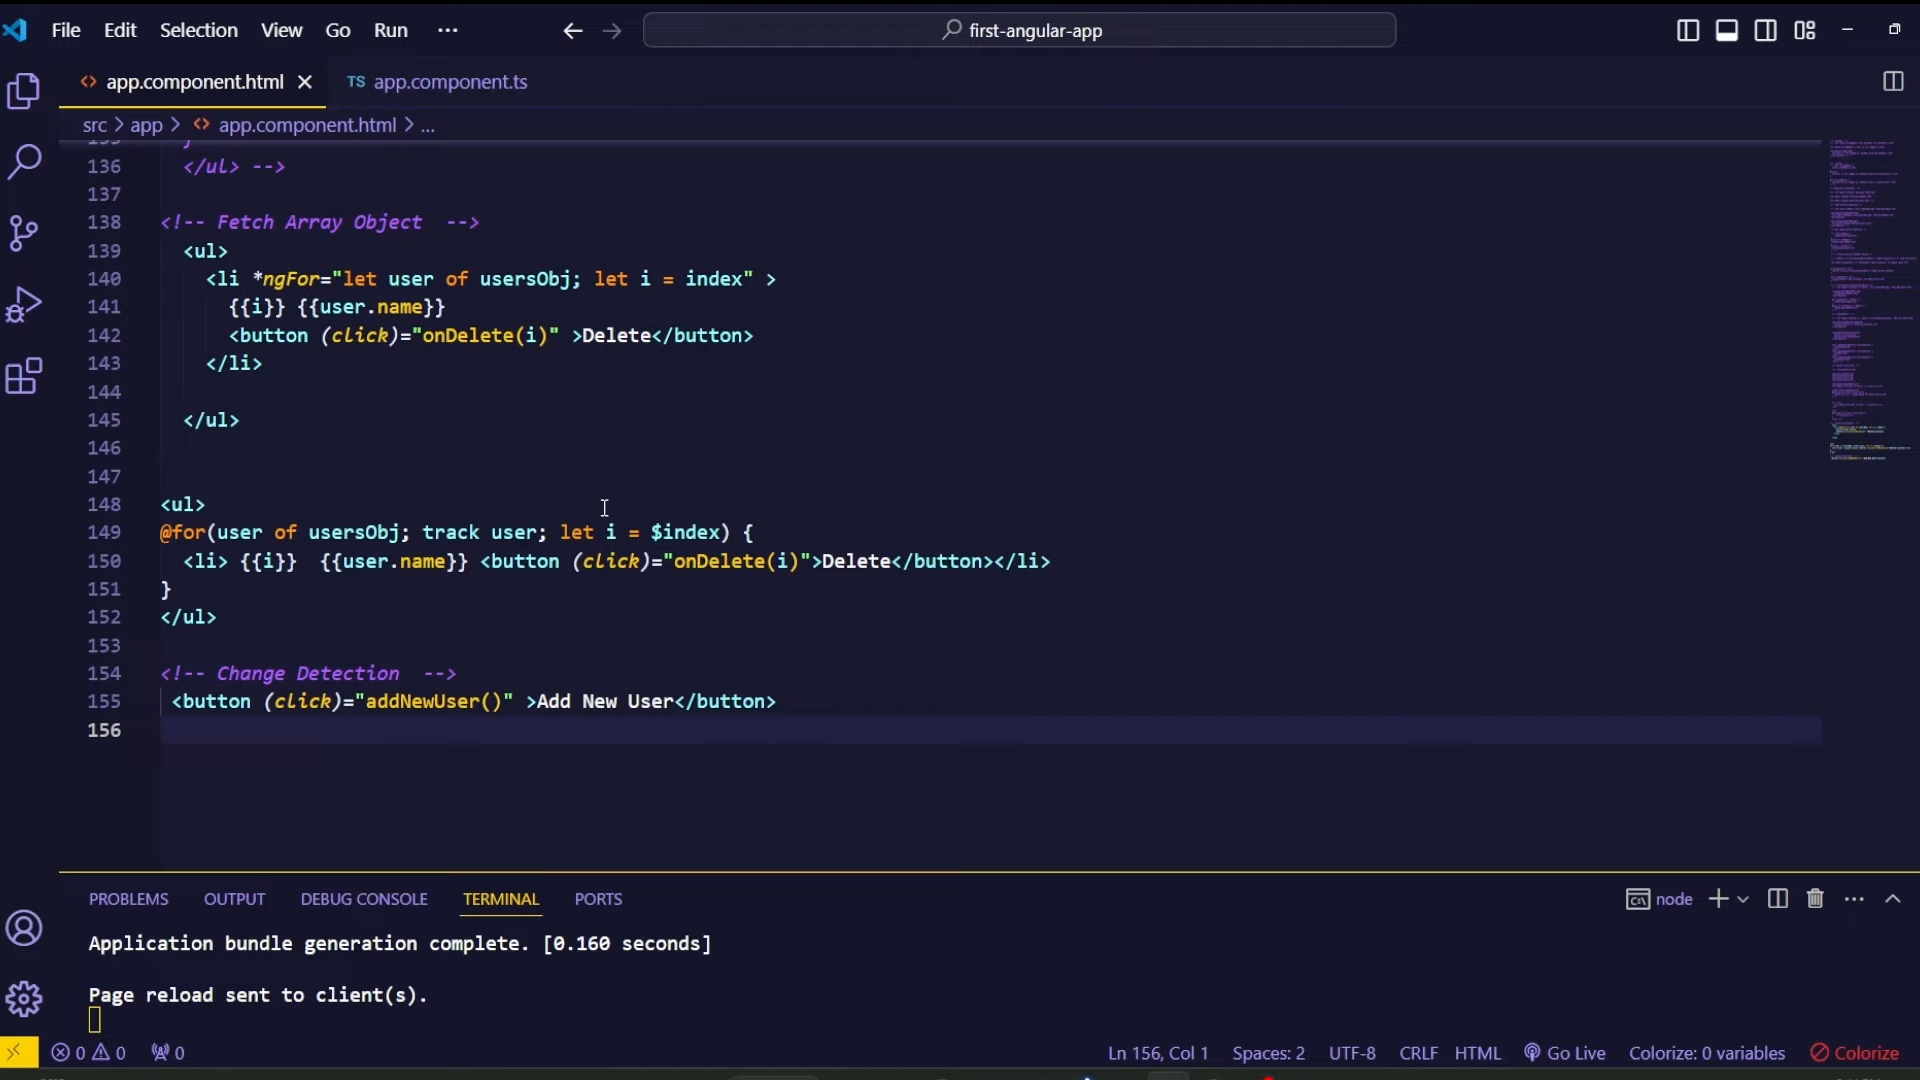 File Edit Selection View Go Run ···
first-angular-app
app.component.html
TS app.component.ts
src > app > app.component.html > ...
136 </ul> -->
137
138 <!-- Fetch Array Object -->
139 <ul>
140 <li *ngFor="let user of usersObj; let i = index" >
141 {{i}} {{user.name}}
142 <button (click)="onDelete(i)" >Delete</button>
143 </li>
144
145 </ul>
146
147
148 <ul>
149 @for(user of usersObj; track user; let i = $index) {
150 <li> {{i}}  {{user.name}} <button (click)="onDelete(i)">Delete</button></li>
151 }
152 </ul>
153
154 <!-- Change Detection -->
155 <button (click)="addNewUser()" >Add New User</button>
156
PROBLEMS OUTPUT DEBUG CONSOLE TERMINAL PORTS
node
Application bundle generation complete. [0.160 seconds]
Page reload sent to client(s).
0 0 0
Ln 156, Col 1 Spaces: 2 UTF-8 CRLF HTML Go Live Colorize: 0 variables Colorize